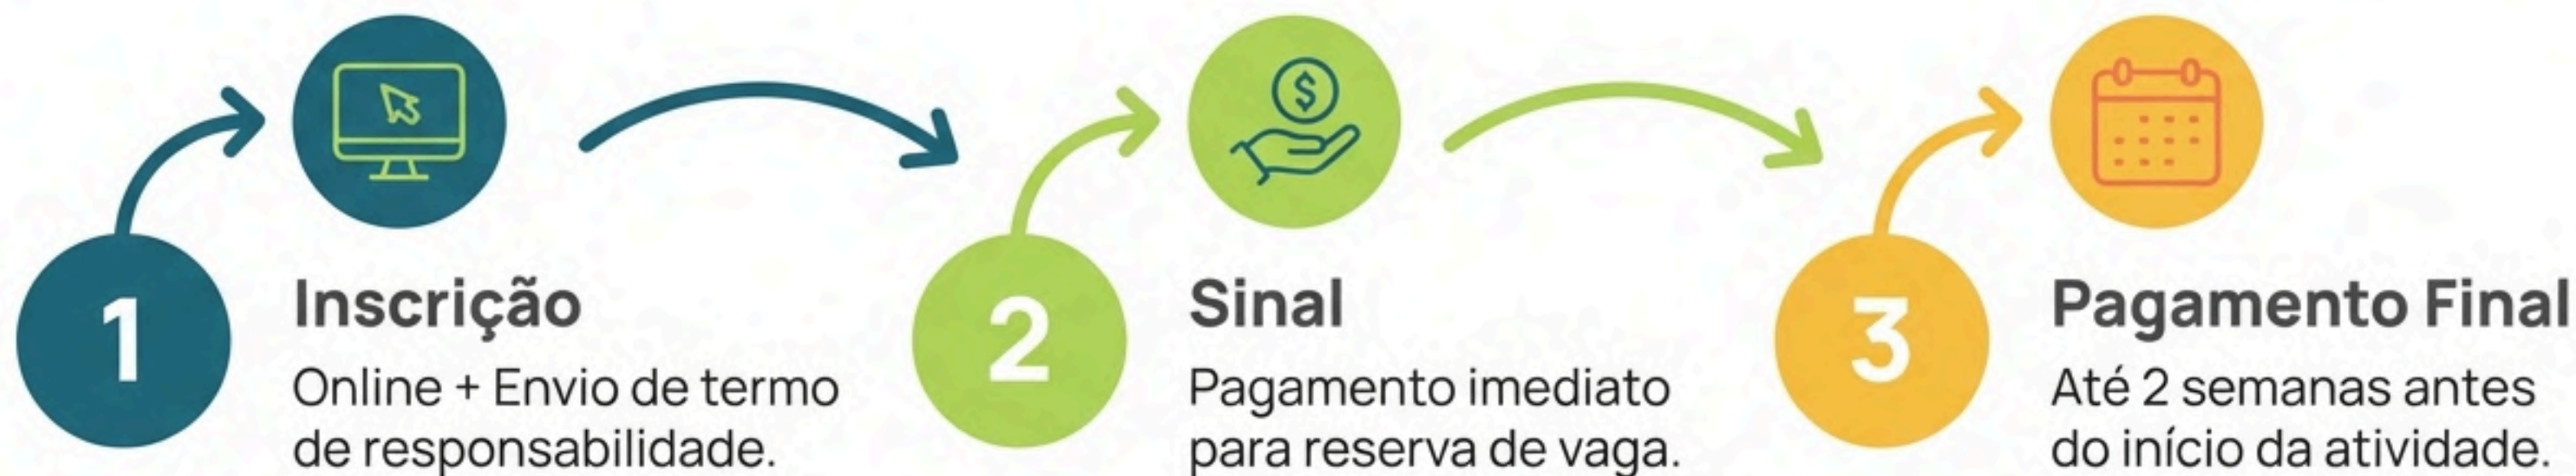 1
Inscrição
Online + Envio de termo
de responsabilidade.
$
2
Sinal
Pagamento imediato
para reserva de vaga.
3
Pagamento Final
Até 2 semanas antes
do início da atividade.